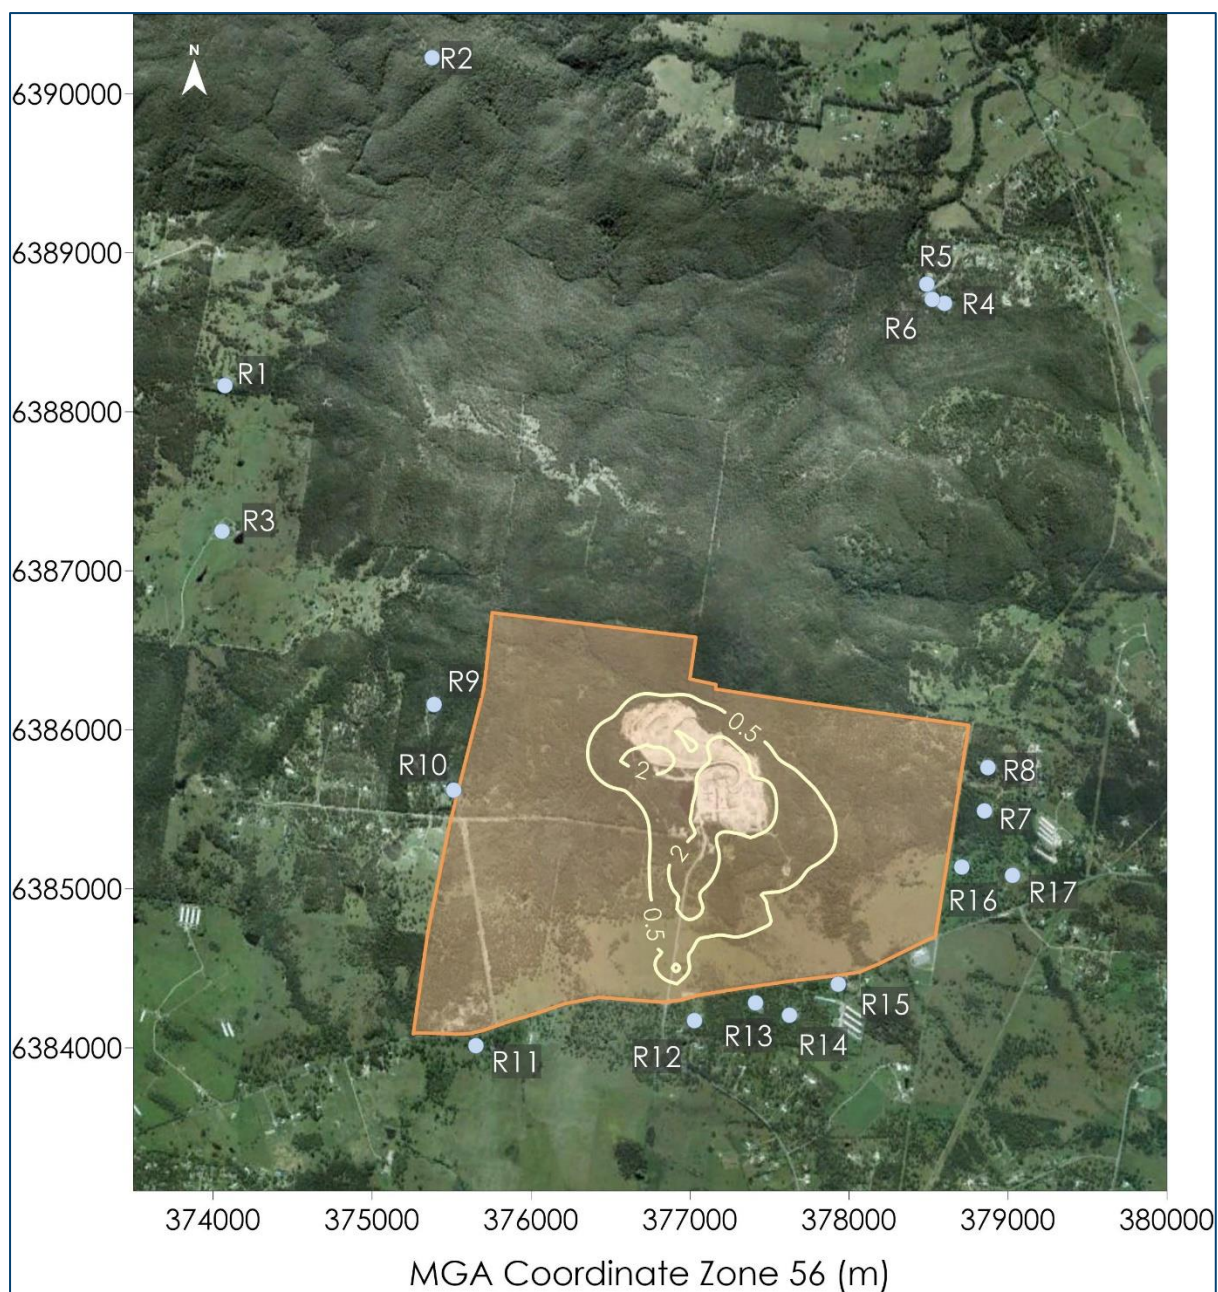 N
R2
6390000
6389000
R5
R4
R6
R1
6388000
R3
6387000
R9
0.5
6386000
R10
2
R8
R7
2
6385000
R16
R17
0.5
R15
R13
R14
R12
R11
6384000
374000 375000 376000 377000 378000 379000 380000
MGA Coordinate Zone 56 (m)